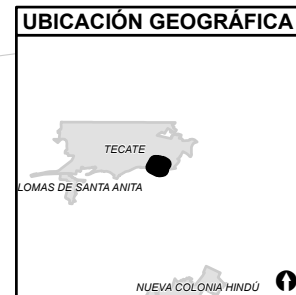 UBICACIÓN GEOGRÁFICA
TECATE
LOMAS DE SANTA ANITA
NUEVA COLONIA HINDÚ